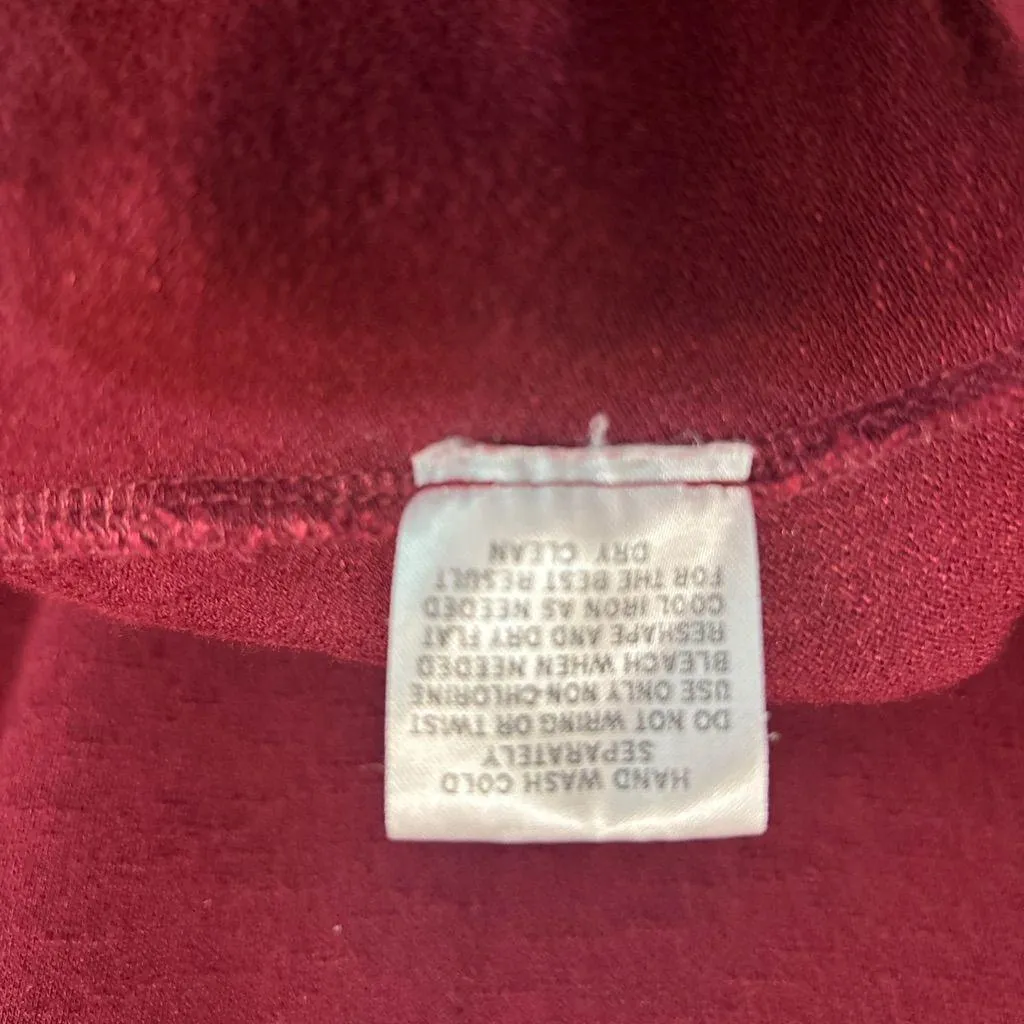 HAND WASH COLD
SEPARATELY
DO NOT WRING OR TWIST
USE ONLY NON-CHLORINE
BLEACH WHEN NEEDED
RESHAPE AND DRY FLAT
COOL IRON AS NEEDED
FOR THE BEST RESULT
DRY CLEAN